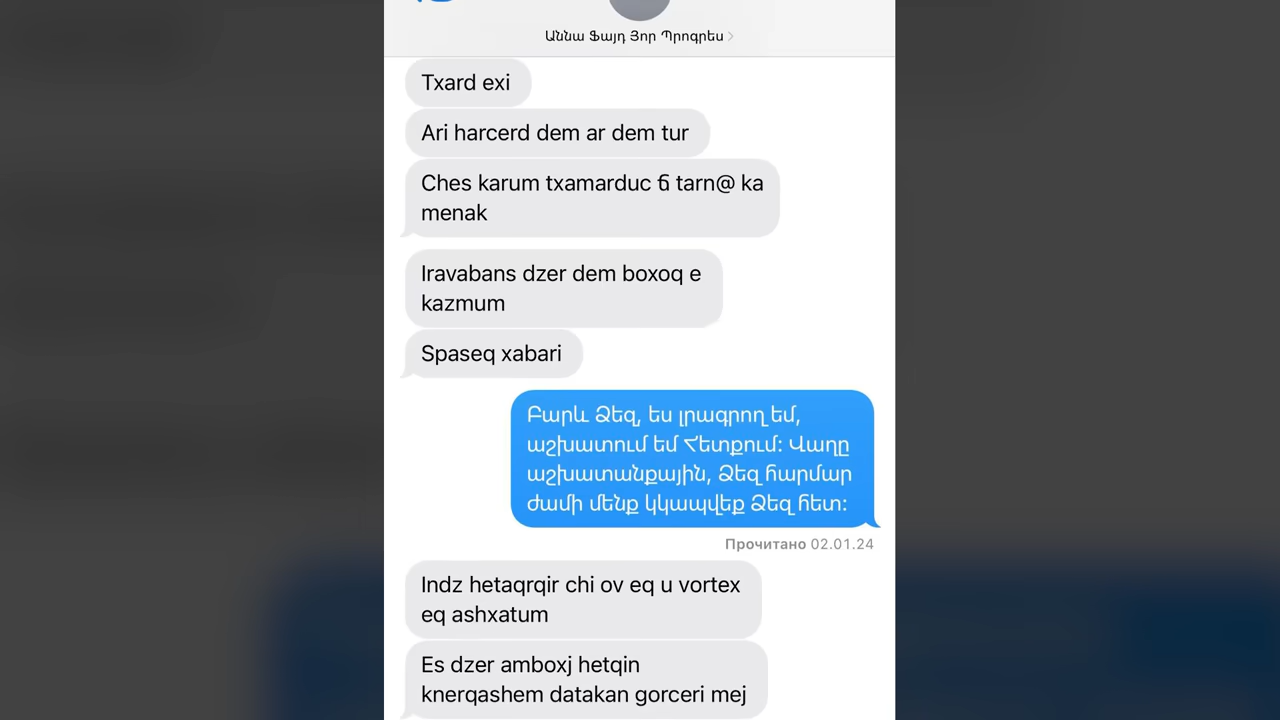 Աննա Ֆայդ Յոր Պրոգրես
Txard exi
Ari harcerd dem ar dem tur
Ches karum txamarduc ճ tarn@ ka
menak
Iravabans dzer dem boxoq e
kazmum
Spaseq xabari
Բարև Ձեզ, ես լրագրող եմ,
աշխատում եմ Հետքում: Վաղը
աշխատանքային, Ձեզ հարմար
ժամի մենք կկապվեք Ձեզ հետ:
Прочитано 02.01.24
Indz hetaqrqir chi ov eq u vortex
eq ashxatum
Es dzer amboxj hetqin
knerqashem datakan gorceri mej